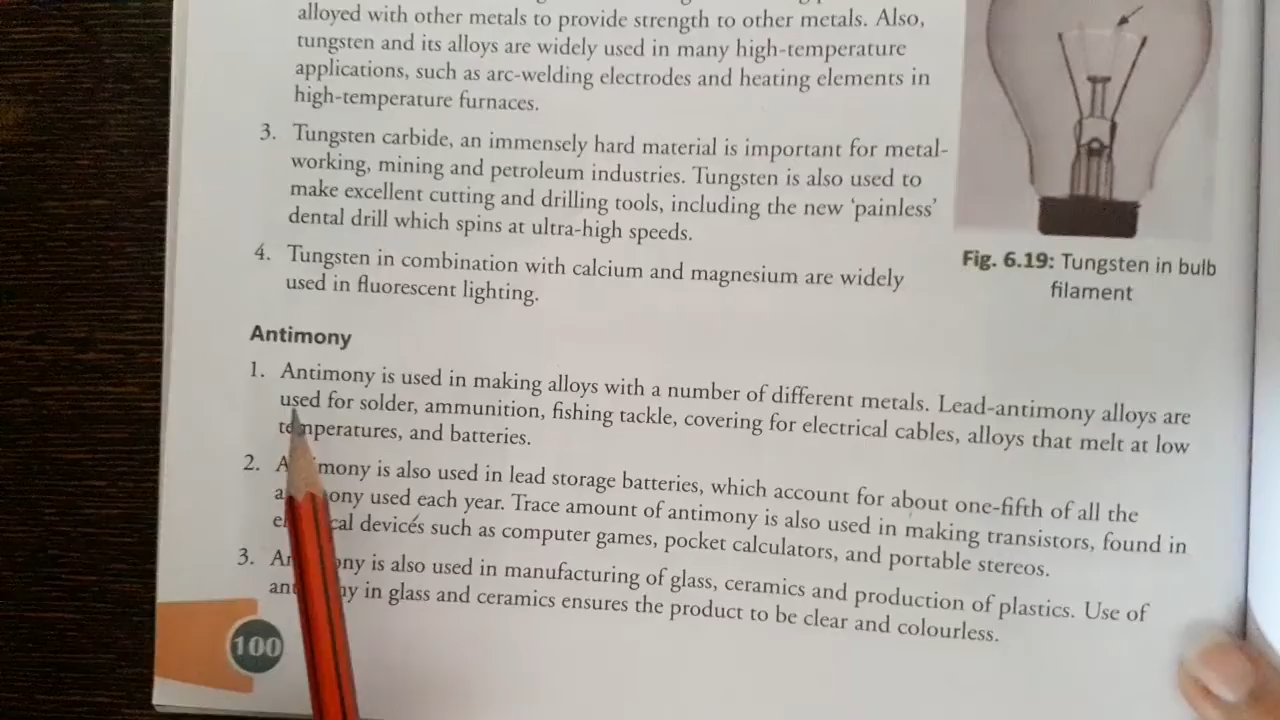 alloyed with other metals to provide strength to other metals. Also,
tungsten and its alloys are widely used in many high-temperature
applications, such as arc-welding electrodes and heating elements in
high-temperature furnaces.
3. Tungsten carbide, an immensely hard material is important for metal-
working, mining and petroleum industries. Tungsten is also used to
make excellent cutting and drilling tools, including the new 'painless'
dental drill which spins at ultra-high speeds.
4. Tungsten in combination with calcium and magnesium are widely
used in fluorescent lighting.
Fig. 6.19: Tungsten in bulb
filament
Antimony
1. Antimony is used in making alloys with a number of different metals. Lead-antimony alloys are
used for solder, ammunition, fishing tackle, covering for electrical cables, alloys that melt at low
temperatures, and batteries.
2. Antimony is also used in lead storage batteries, which account for about one-fifth of all the
antimony used each year. Trace amount of antimony is also used in making transistors, found in
electrical devices such as computer games, pocket calculators, and portable stereos.
3. Antimony is also used in manufacturing of glass, ceramics and production of plastics. Use of
antimony in glass and ceramics ensures the product to be clear and colourless.
100